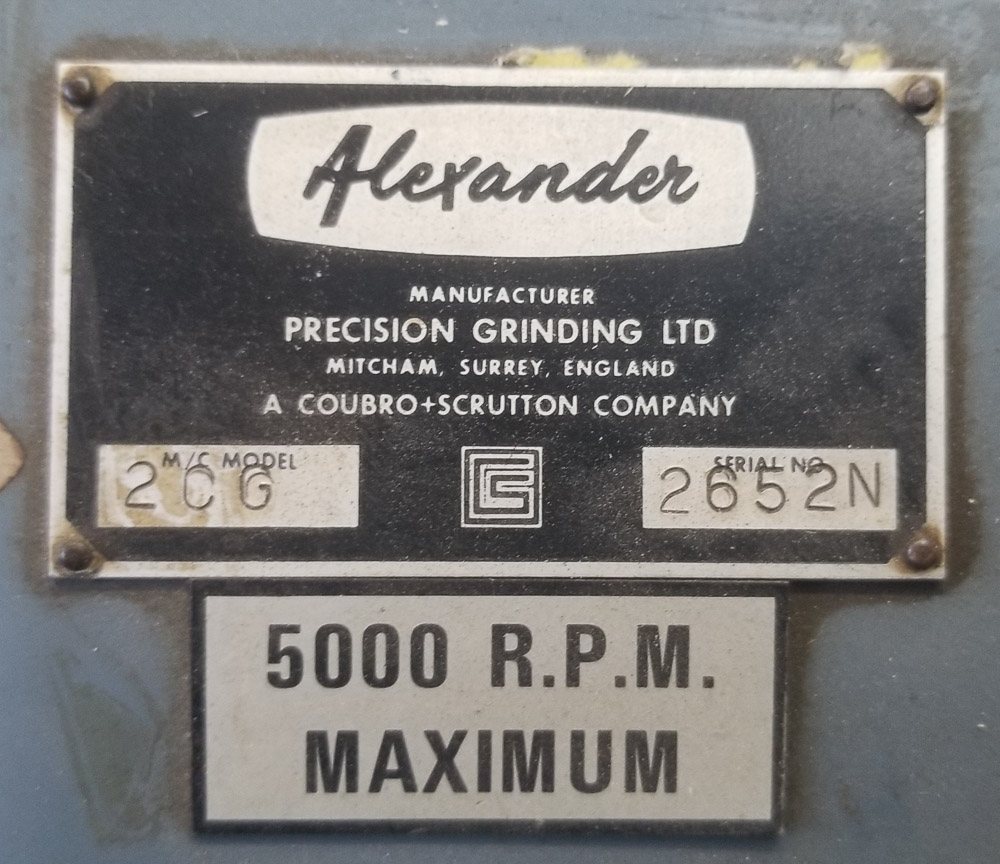 Alexander
MANUFACTURER
PRECISION GRINDING LTD
MITCHAM, SURREY, ENGLAND
A COUBRO+SCRUTTON COMPANY
M/C MODEL
2CG
SERIAL NO
2652N
5000 R.P.M.
MAXIMUM